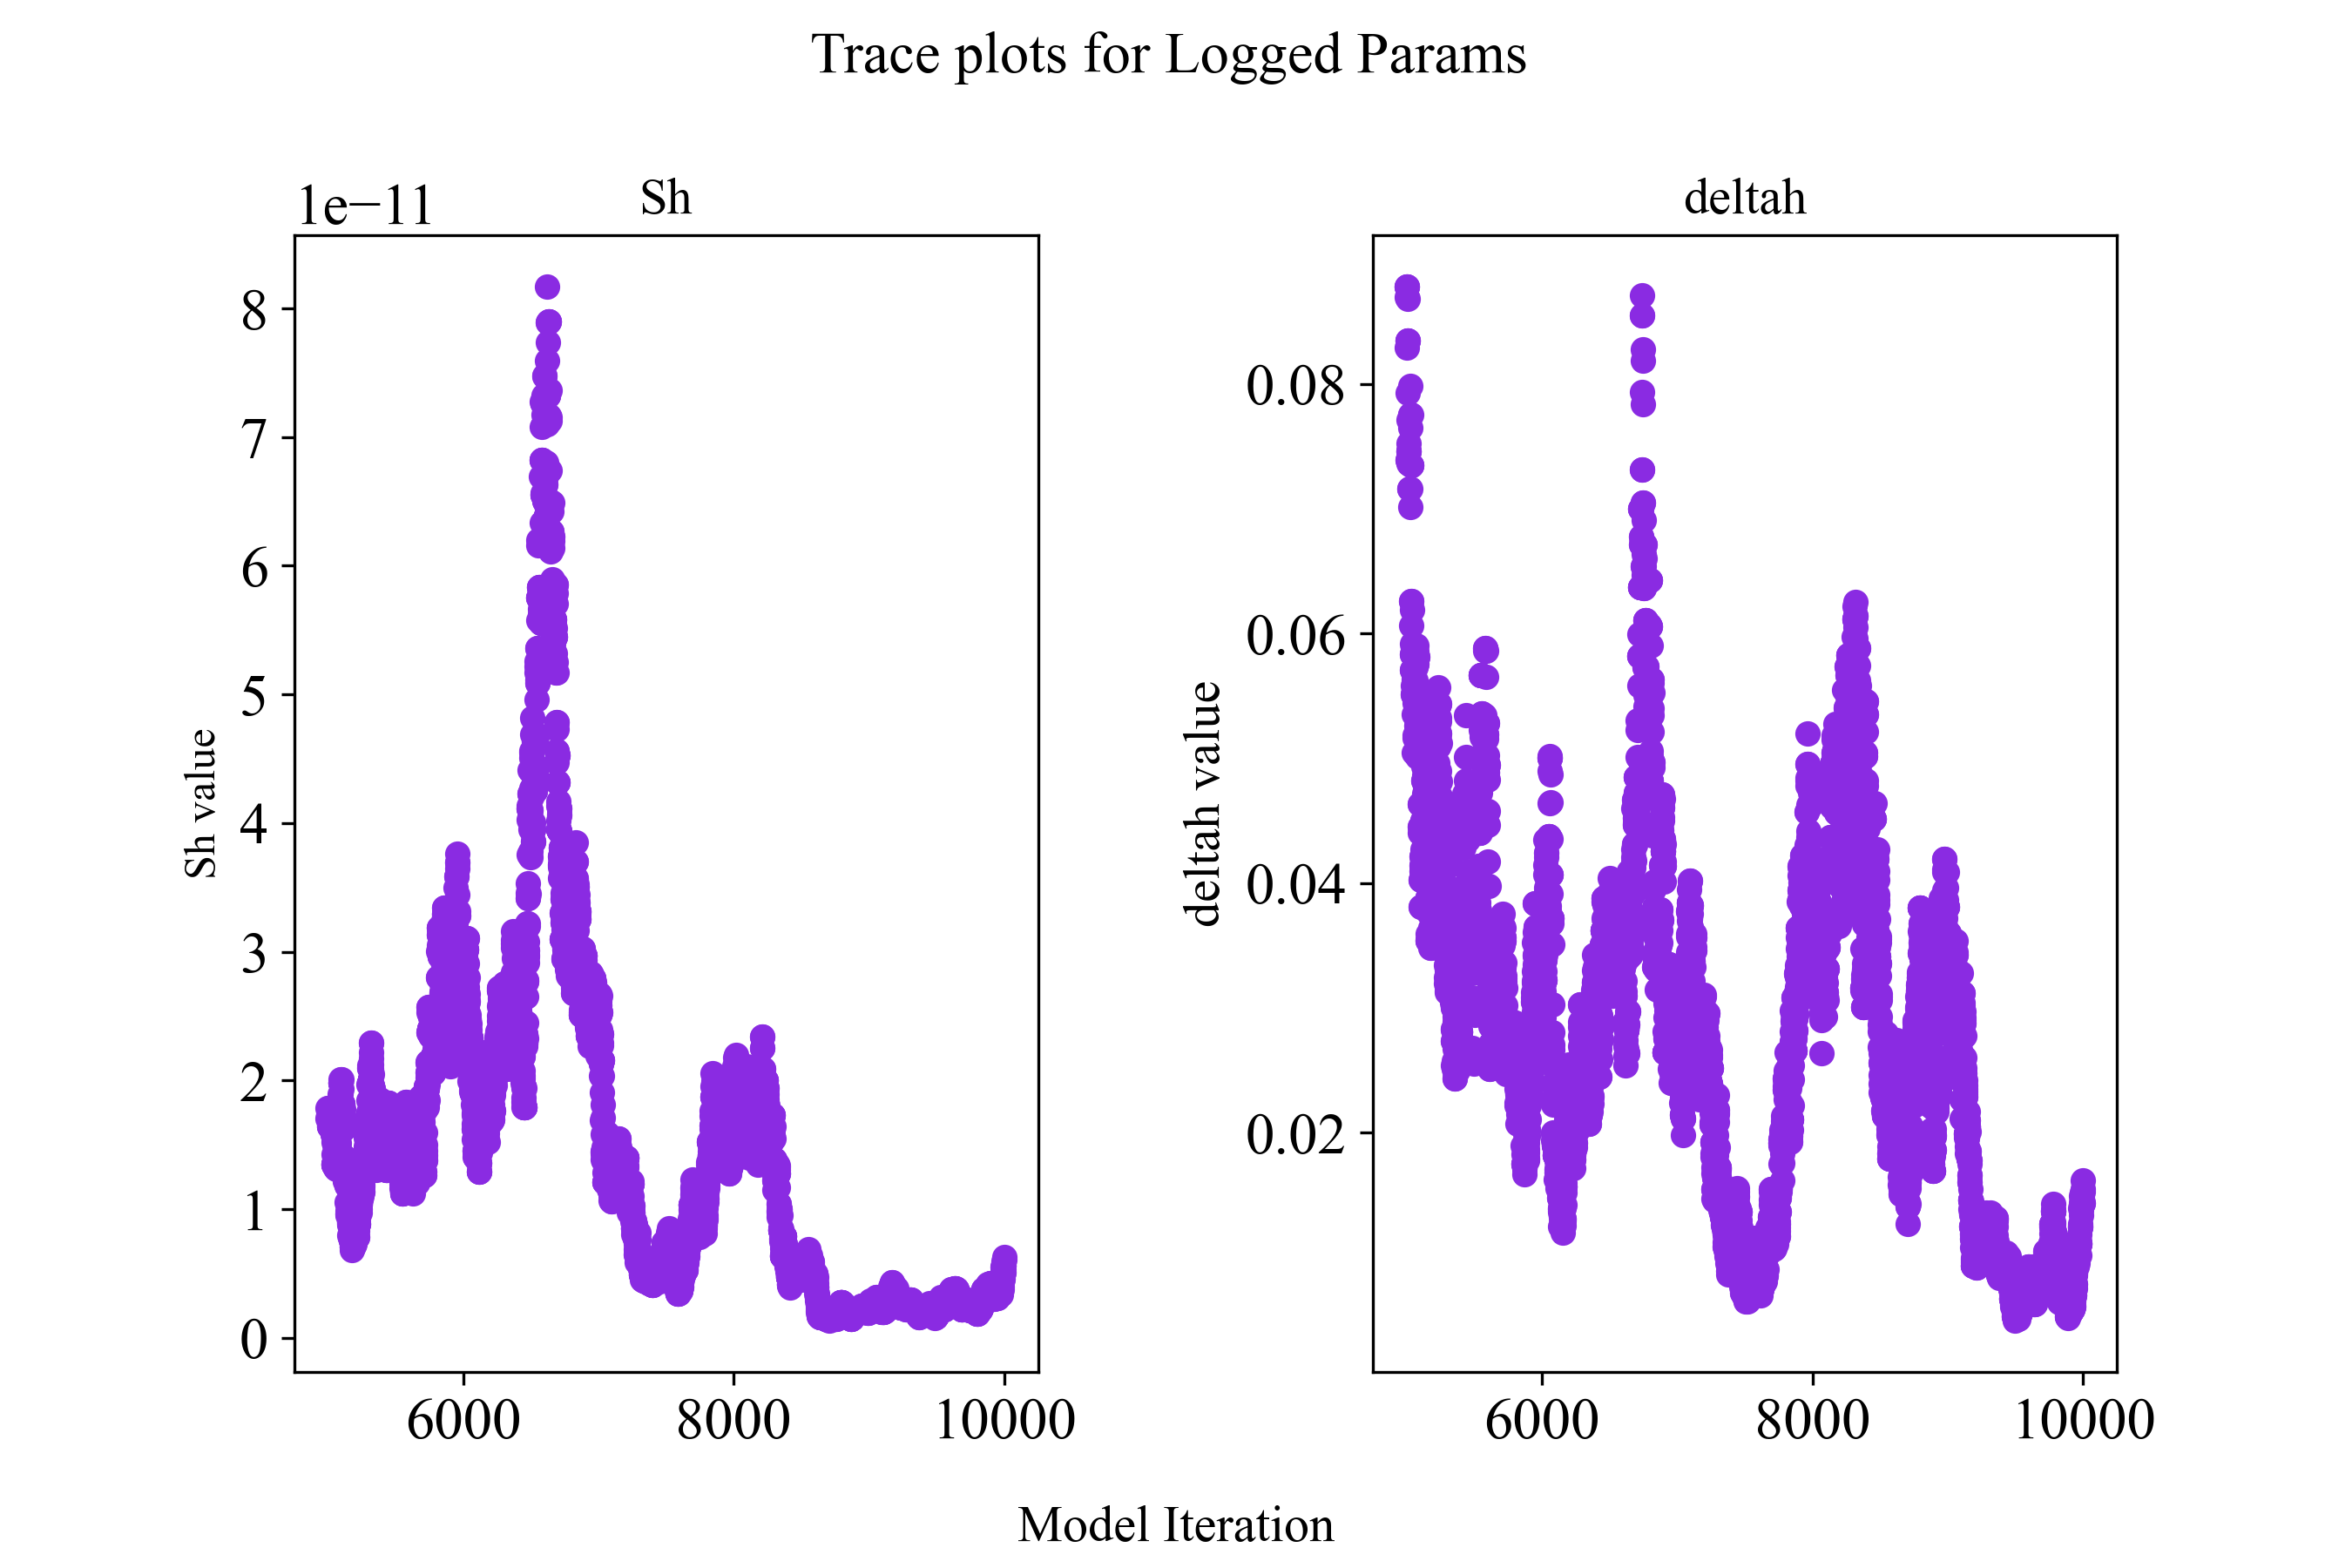 Trace plots for Logged Params
1e−11
Sh
8
7
6
5
4
3
2
1
0
Sh value
6000
8000
10000
deltah
0.08
0.06
0.04
0.02
deltah value
6000
8000
10000
Model Iteration